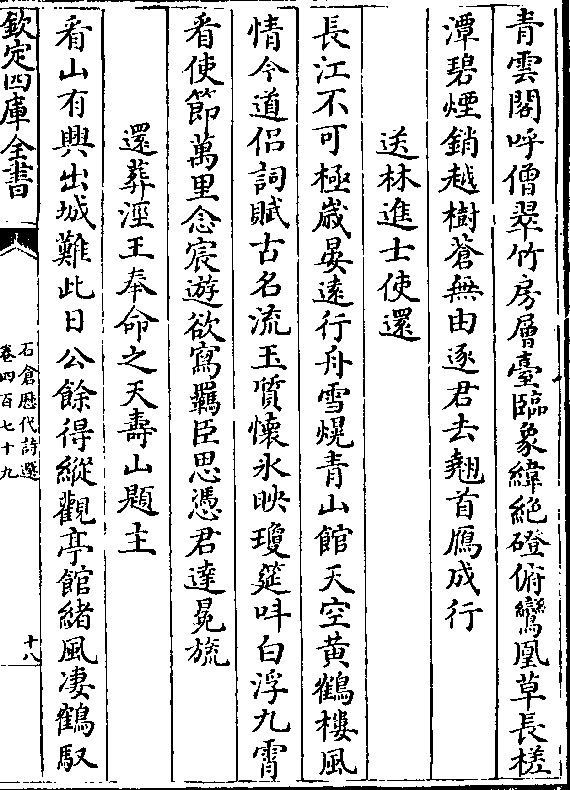 青雲閣呼僧翠竹房層臺臨象緯絶磴俯鸞凰草長槎
潭碧煙銷越樹蒼無由逐君去翹首鴈成行
送林進士使還
長江不可極嵗晏遠行舟雪幌青山館天空黄鶴樓風
情今道侣詞賦古名流玉質懐氷映瓊筵呌白浮九霄
看使節萬里念宸遊欲寫羈臣思憑君達冕旒
還葬涇王奉命之天壽山題主
看山有興出城難此日公餘得縱觀亭館緒風凄鶴馭
欽定四庫全書
石倉歴代詩選
卷四百七十九
十八